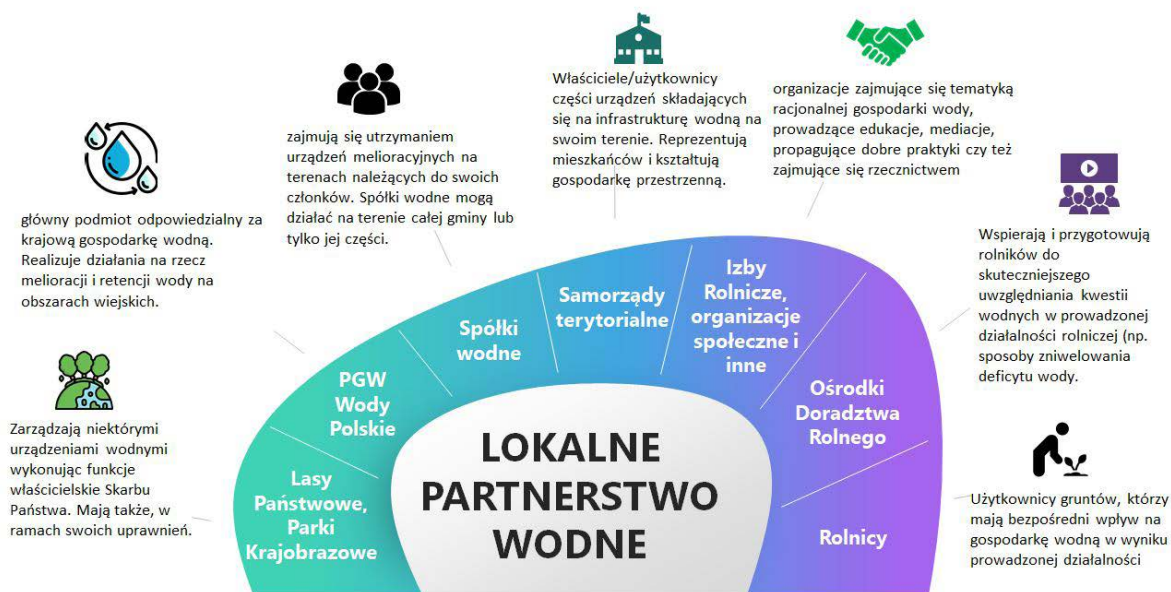 Właściciele/użytkownicy
części urządzeń składających
się na infrastrukturę wodną na
swoim terenie. Reprezentują
mieszkańców i kształtują
gospodarkę przestrzenną.
organizacje zajmujące się tematyką
racjonalnej gospodarki wody,
prowadzące edukacje, mediacje,
propagujące dobre praktyki czy też
zajmujące się rzecznictwem
zajmują się utrzymaniem
urządzeń melioracyjnych na
terenach należących do swoich
członków. Spółki wodne mogą
działać na terenie całej gminy lub
tylko jej części.
główny podmiot odpowiedzialny za
krajową gospodarkę wodną.
Realizuje działania na rzecz
melioracji i retencji wody na
obszarach wiejskich.
Wspierają i przygotowują
rolników do
skuteczniejszego
uwzględniania kwestii
wodnych w prowadzonej
działalności rolniczej (np.
sposoby zniwelowania
deficytu wody.
Zarządzają niektórymi
urządzeniami wodnymi
wykonując funkcje
właścicielskie Skarbu
Państwa. Mają także, w
ramach swoich uprawnień.
Użytkownicy gruntów, którzy
mają bezpośredni wpływ na
gospodarkę wodną w wyniku
prowadzonej działalności
Lasy
Państwowe,
Parki
Krajobrazowe
PGW
Wody
Polskie
Spółki
wodne
Samorządy
terytorialne
Izby
Rolnicze,
organizacje
społeczne i
inne
Ośrodki
Doradztwa
Rolnego
Rolnicy
LOKALNE
PARTNERSTWO
WODNE